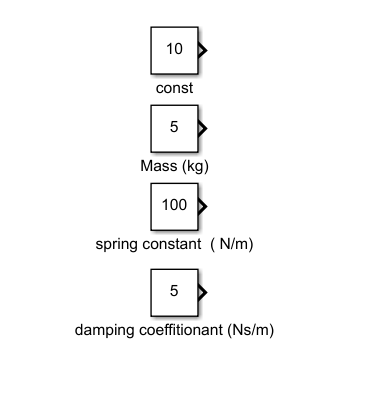 10
const
5
Mass (kg)
100
spring constant  ( N/m)
5
damping coeffitionant (Ns/m)